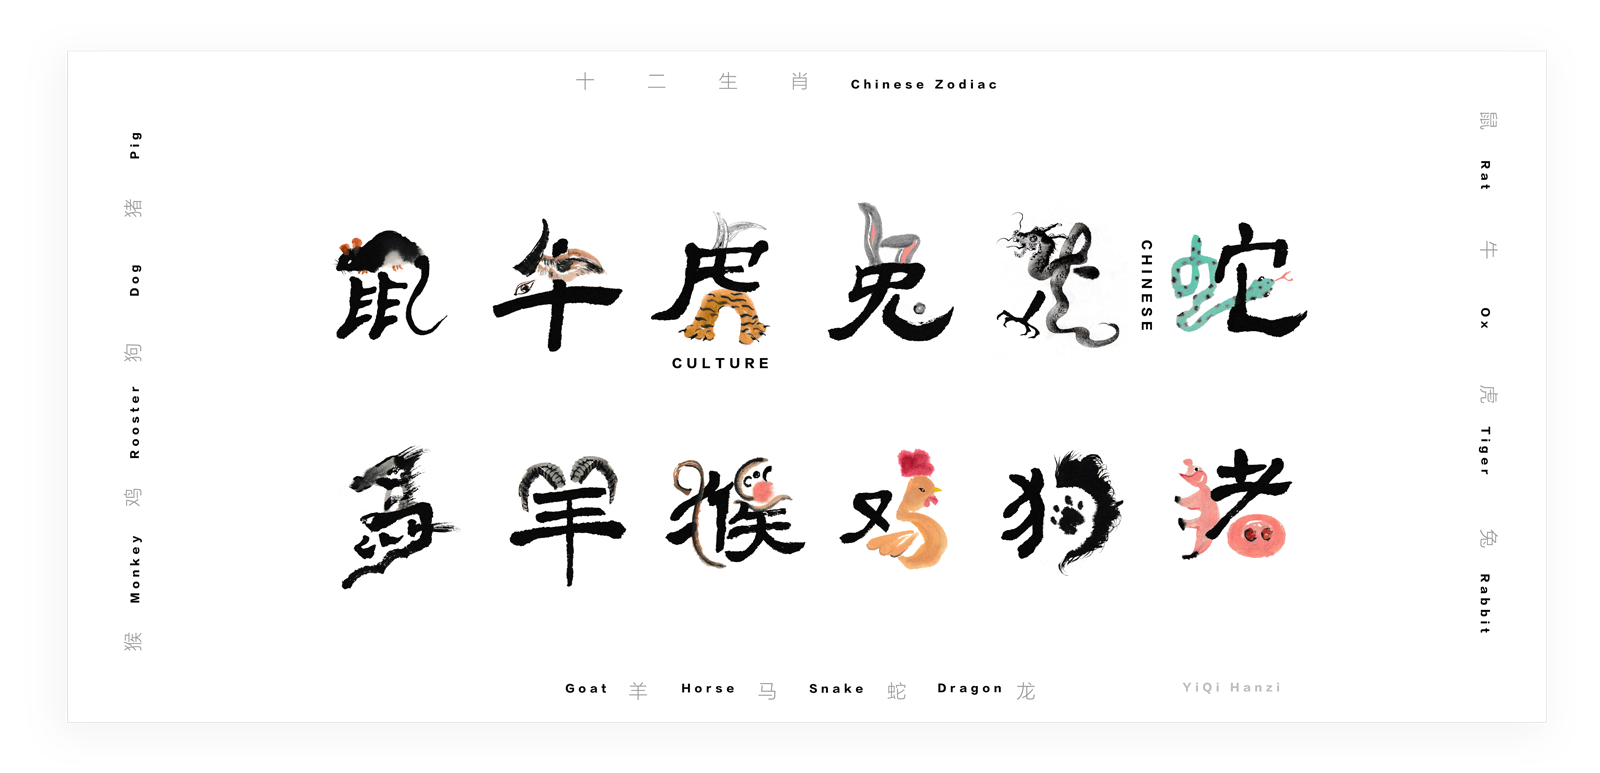 十 二 生 肖 Chinese Zodiac
鼠 Rat 牛 Ox 虎 Tiger 兔 Rabbit
鼠 牛 虎 兔 龙 蛇
CHINESE
CULTURE
马 羊 猴 鸡 狗 猪
Pig 猪 Dog 狗 Rooster 鸡 Monkey 猴
Goat 羊 Horse 马 Snake 蛇 Dragon 龙
YiQi Hanzi